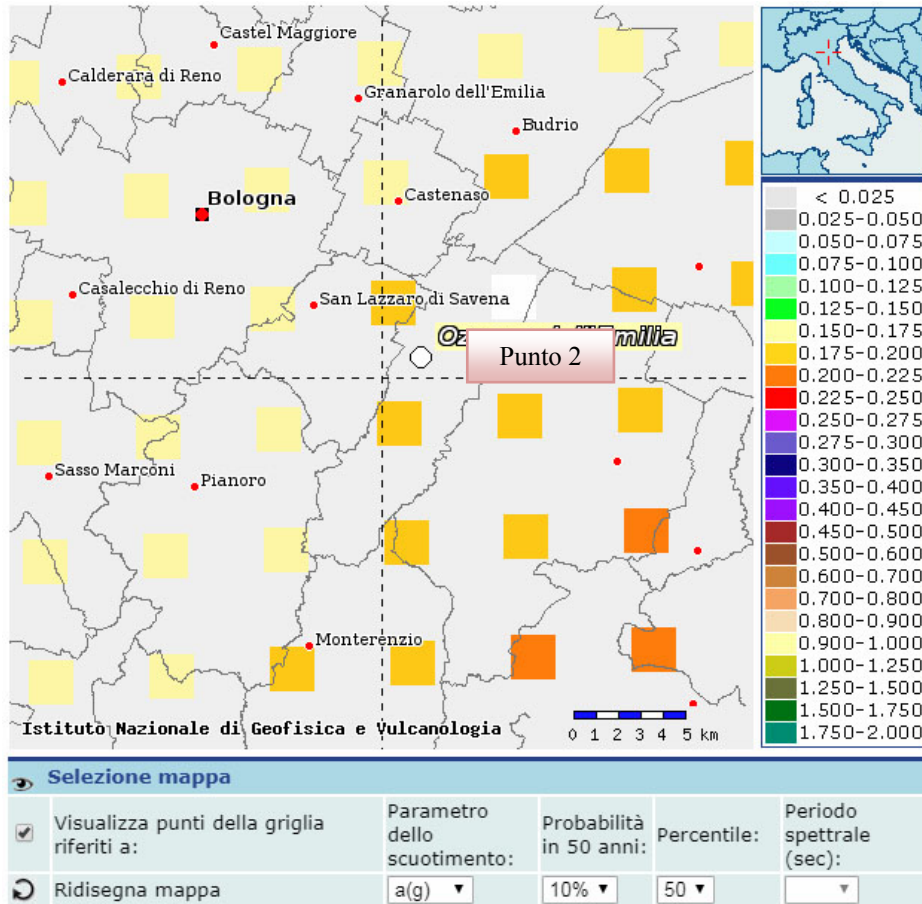 Castel Maggiore
Calderara di Reno
Granarolo dell'Emilia
Budrio
Bologna
Castenaso
Casalecchio di Reno
San Lazzaro di Savena
Punto 2
Sasso Marconi
Pianoro
Monterenzio
Istituto Nazionale di Geofisica e Vulcanologia
0 1 2 3 4 5 km
< 0.025
0.025-0.050
0.050-0.075
0.075-0.100
0.100-0.125
0.125-0.150
0.150-0.175
0.175-0.200
0.200-0.225
0.225-0.250
0.250-0.275
0.275-0.300
0.300-0.350
0.350-0.400
0.400-0.450
0.450-0.500
0.500-0.600
0.600-0.700
0.700-0.800
0.800-0.900
0.900-1.000
1.000-1.250
1.250-1.500
1.500-1.750
1.750-2.000
Selezione mappa
Visualizza punti della griglia
riferiti a:
Parametro
dello
scuotimento:
Probabilità
in 50 anni:
Percentile:
Periodo
spettrale
(sec):
Ridisegna mappa
a(g)
10%
50